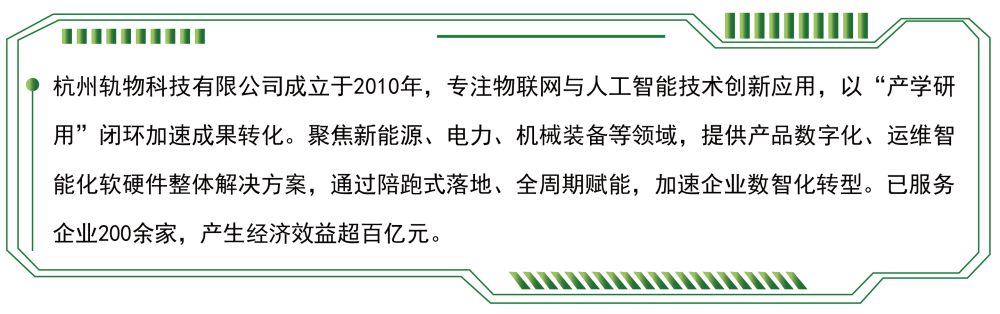 杭州轨物科技有限公司成立于2010年，专注物联网与人工智能技术创新应用，以“产学研
用”闭环加速成果转化。聚焦新能源、电力、机械装备等领域，提供产品数字化、运维智
能化软硬件整体解决方案，通过陪跑式落地、全周期赋能，加速企业数智化转型。已服务
企业200余家，产生经济效益超百亿元。